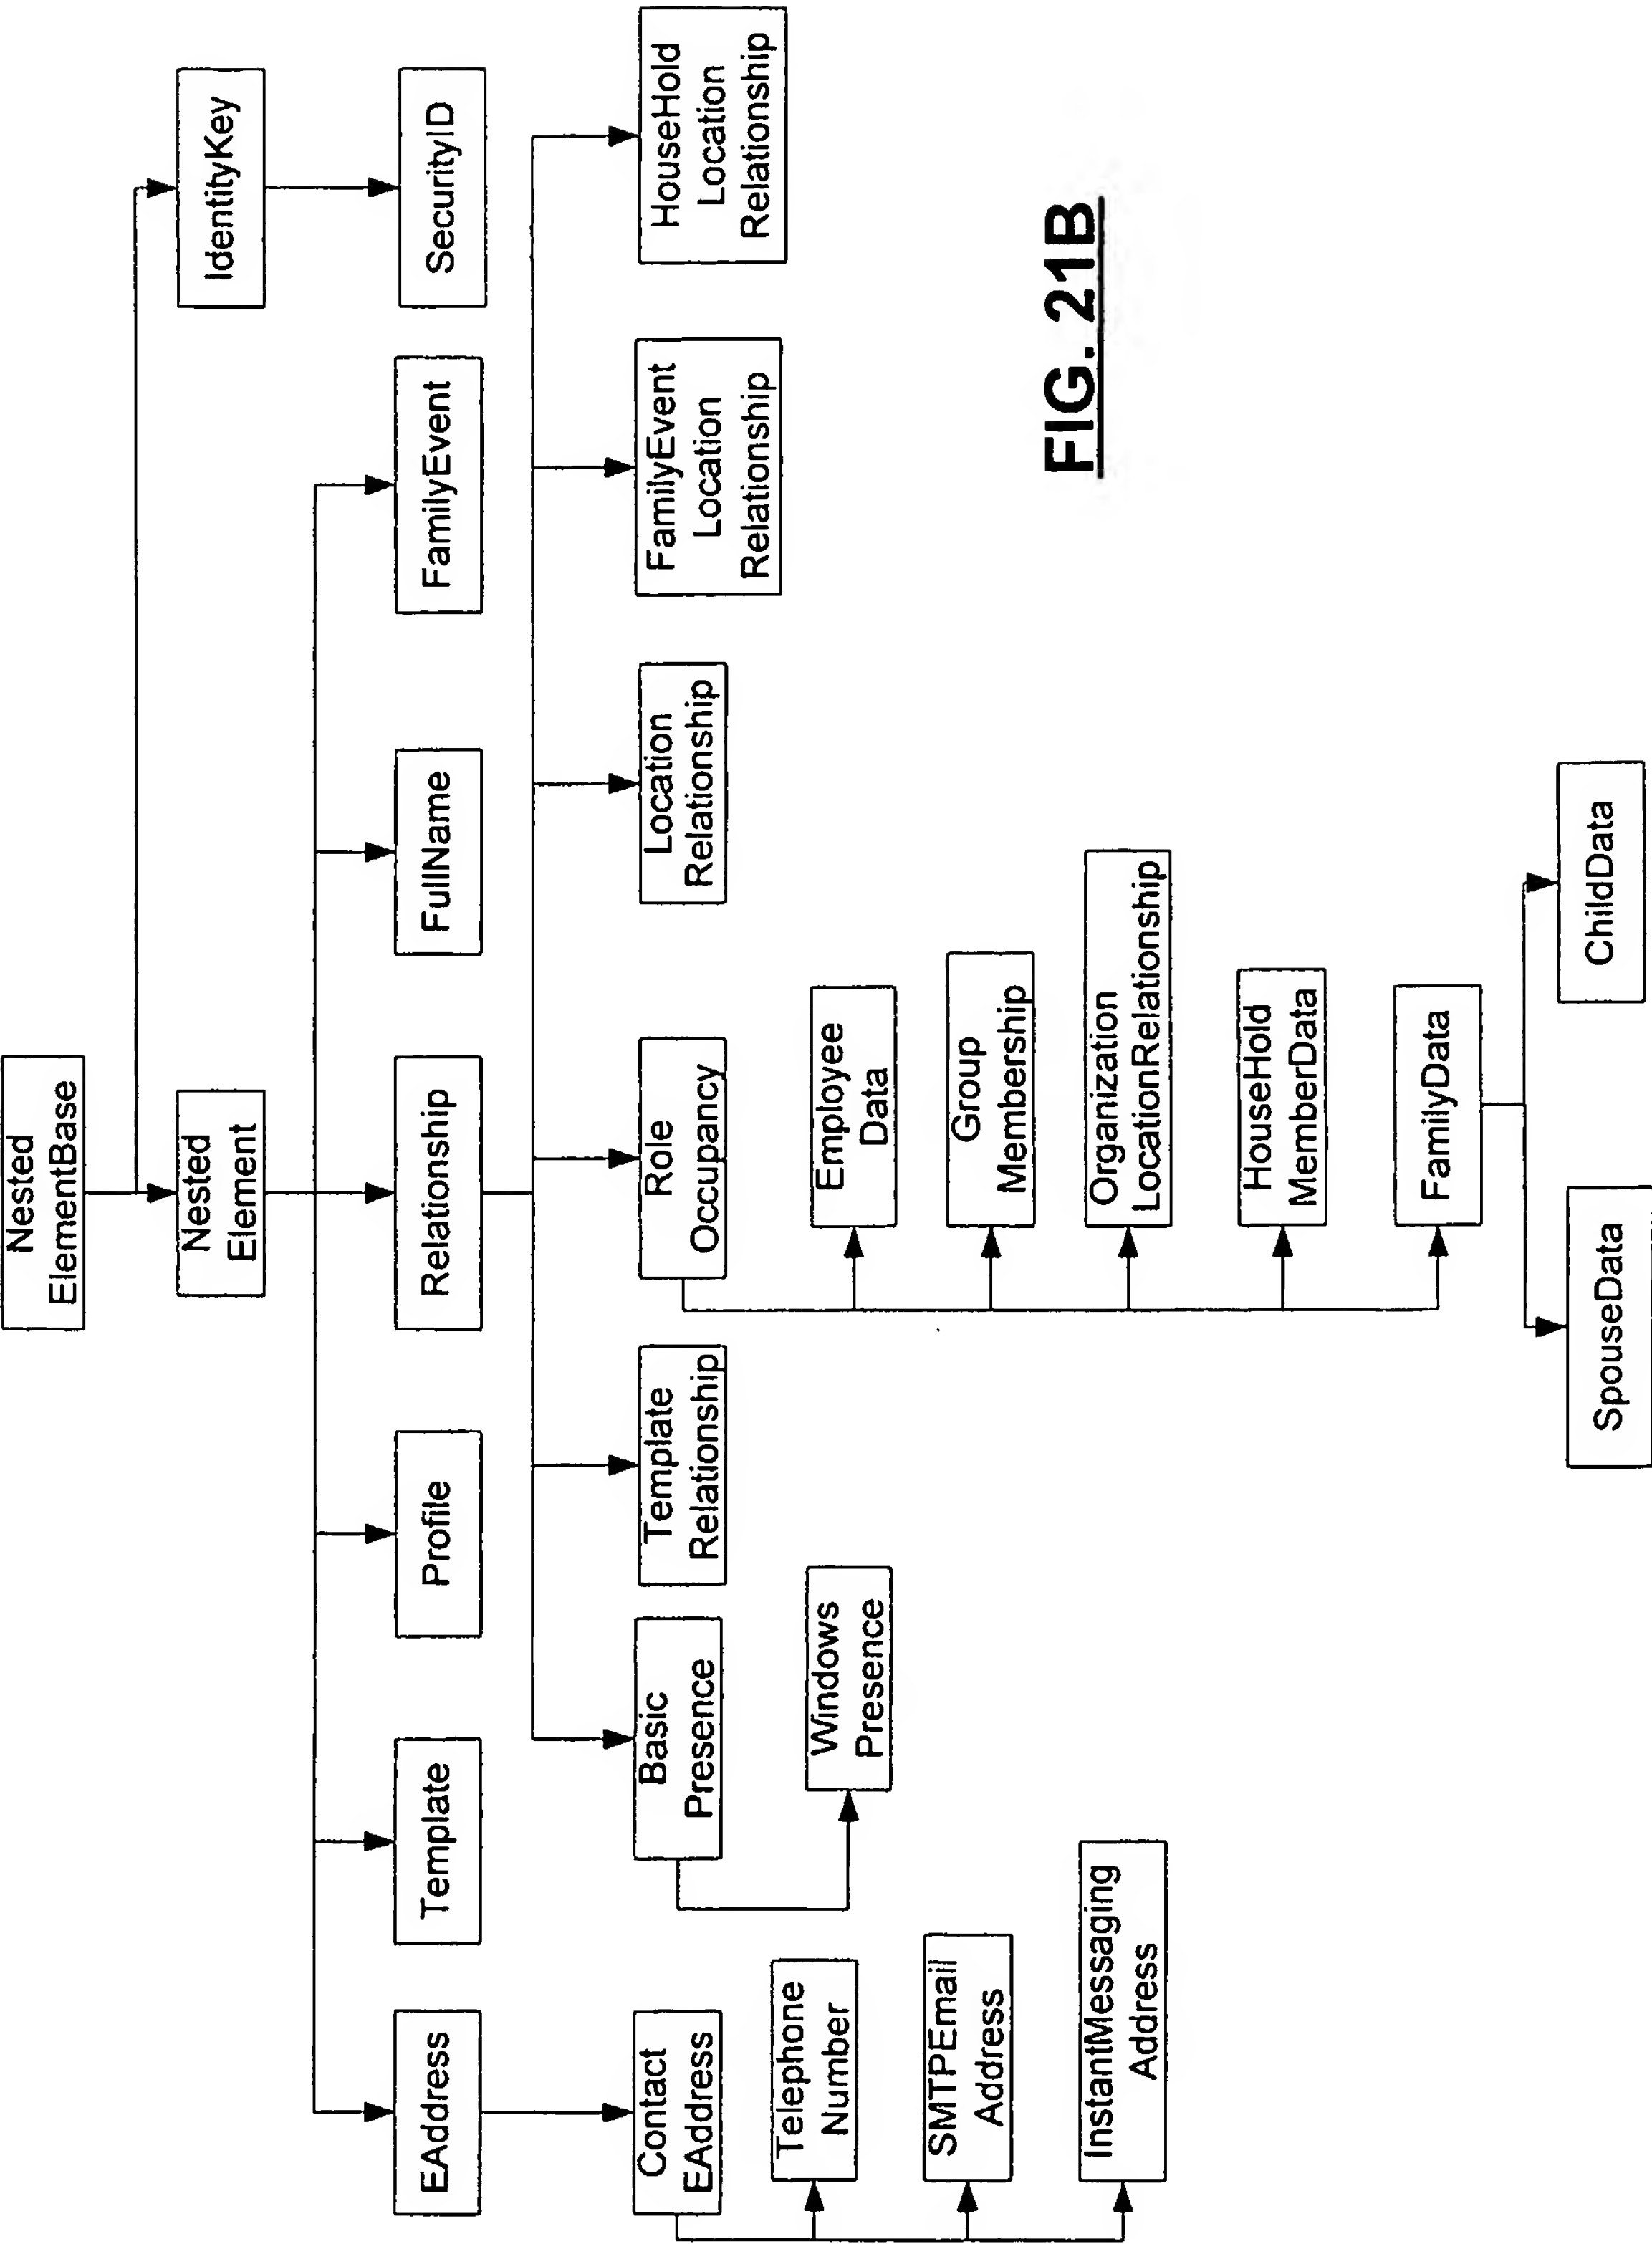 Nested
ElementBase
Nested
Element
IdentityKey
EAddress
Template
Profile
Relationship
FullName
FamilyEvent
SecurityID
Contact
EAddress
Basic
Presence
Template
Relationship
Role
Occupancy
Location
Relationship
FamilyEvent
Location
Relationship
HouseHold
Location
Relationship
Telephone
Number
SMTPEmail
Address
InstantMessaging
Address
Windows
Presence
Employee
Data
Group
Membership
Organization
LocationRelationship
HouseHold
MemberData
FamilyData
SpouseData
ChildData
FIG. 21B